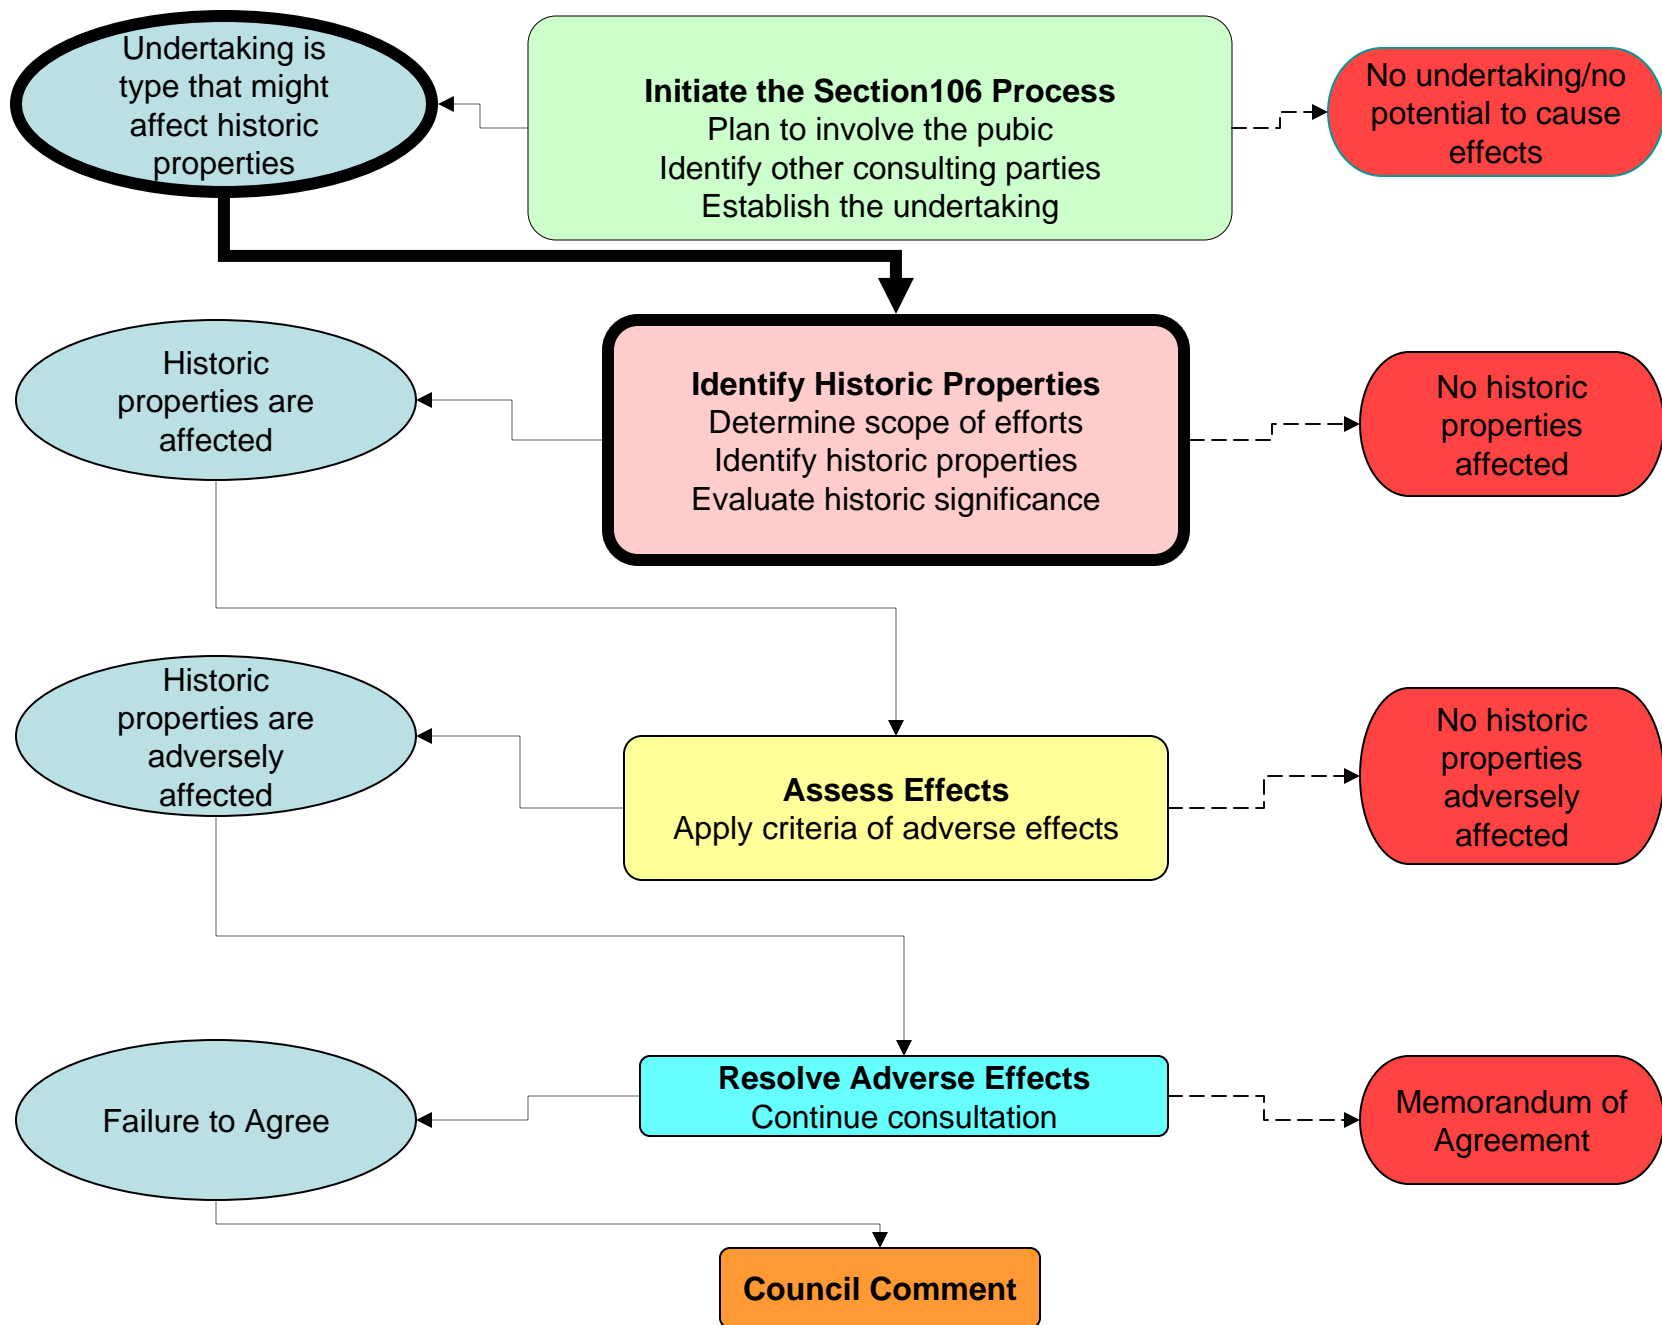 Undertaking is
type that might
affect historic
properties
Initiate the Section106 Process
Plan to involve the pubic
Identify other consulting parties
Establish the undertaking
No undertaking/no
potential to cause
effects
Historic
properties are
affected
Identify Historic Properties
Determine scope of efforts
Identify historic properties
Evaluate historic significance
No historic
properties
affected
Historic
properties are
adversely
affected
Assess Effects
Apply criteria of adverse effects
No historic
properties
adversely
affected
Failure to Agree
Resolve Adverse Effects
Continue consultation
Memorandum of
Agreement
Council Comment